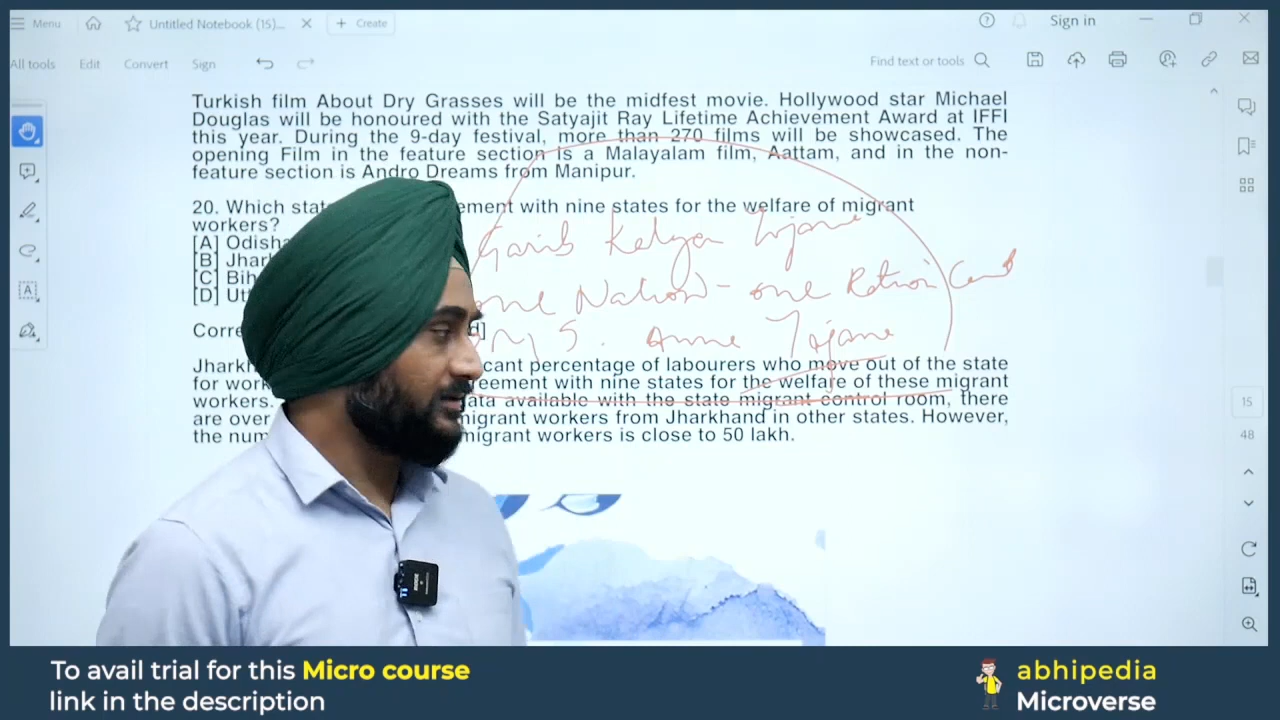 Menu
Untitled Notebook (15)...
+ Create
Sign in
All tools Edit Convert Sign
Find text or tools
Turkish film About Dry Grasses will be the midfest movie. Hollywood star Michael
Douglas will be honoured with the Satyajit Ray Lifetime Achievement Award at IFFI
this year. During the 9-day festival, more than 270 films will be showcased. The
opening Film in the feature section is a Malayalam film, Aattam, and in the non-
feature section is Andro Dreams from Manipur.
20. Which stat ement with nine states for the welfare of migrant
workers?
[A] Odisha
[B] Jhark
[C] Bih
[D] Utt
Garib Kalyan Yojane
one Nation - one Ration Card
Corre d]
Yojane
Jharkh cant percentage of labourers who move out of the state
for work reement with nine states for the welfare of these migrant
workers. ata available with the state migrant control room, there
are over migrant workers from Jharkhand in other states. However,
the num migrant workers is close to 50 lakh.
15
48
To avail trial for this Micro course
link in the description
abhipedia
Microverse